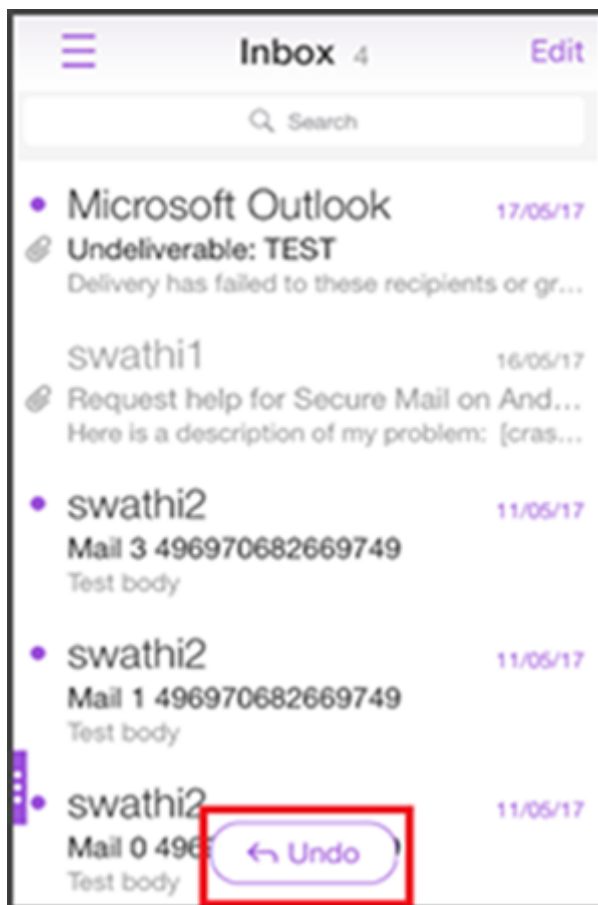 Inbox 4 Edit
Search
Microsoft Outlook 17/05/17
Undeliverable: TEST
Delivery has failed to these recipients or gr...
swathi1 16/05/17
Request help for Secure Mail on And...
Here is a description of my problem: [cras...
swathi2 11/05/17
Mail 3 496970682669749
Test body
swathi2 11/05/17
Mail 1 496970682669749
Test body
swathi2 11/05/17
Mail 0 Undo
Test body